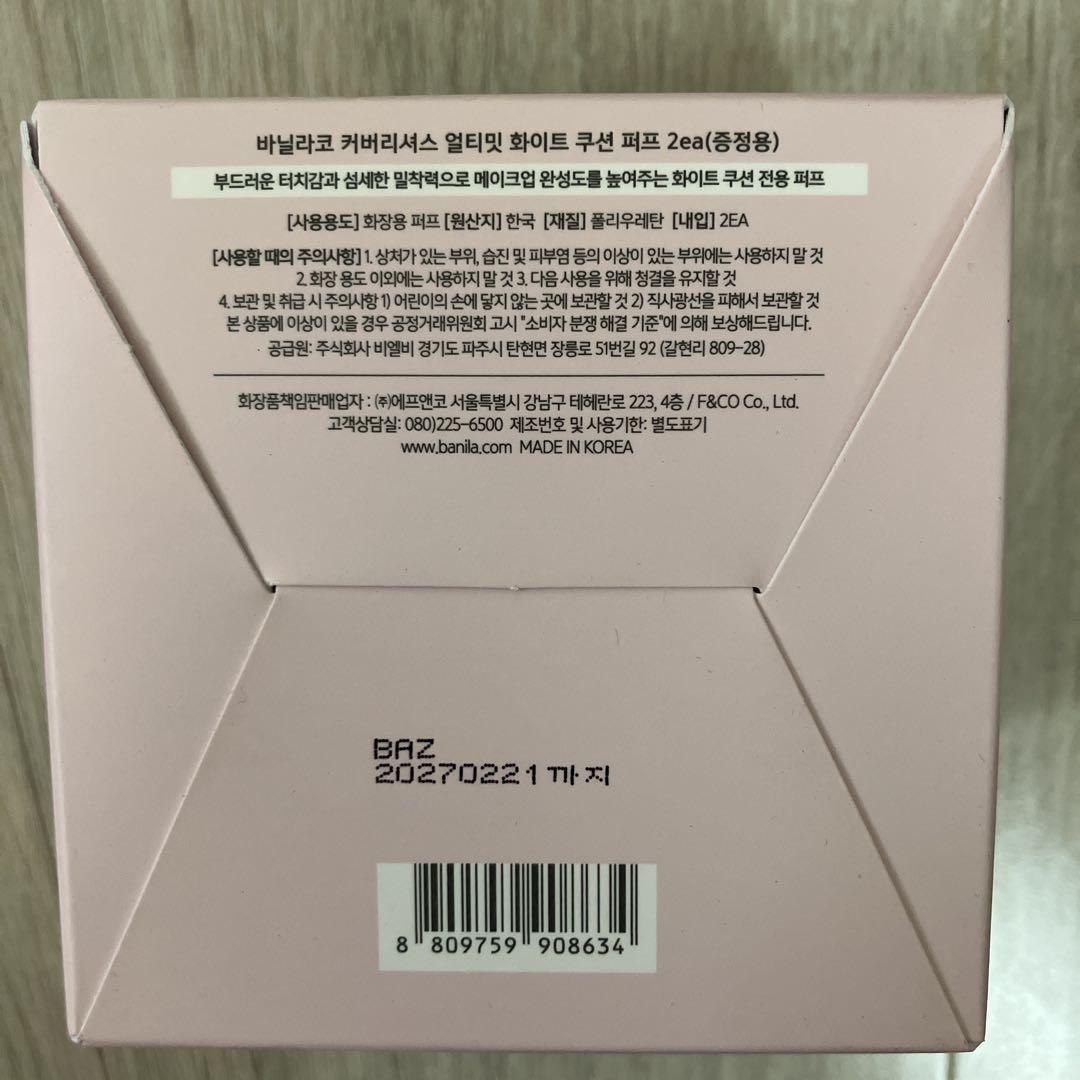 바닐라코 커버리셔스 얼티밋 화이트 쿠션 퍼프 2ea(증정용)
부드러운 터치감과 섬세한 밀착력으로 메이크업 완성도를 높여주는 화이트 쿠션 전용 퍼프
[사용용도] 화장용 퍼프 [원산지] 한국 [재질] 폴리우레탄 [내입] 2EA
[사용할 때의 주의사항] 1. 상처가 있는 부위, 습진 및 피부염 등의 이상이 있는 부위에는 사용하지 말 것
2. 화장 용도 이외에는 사용하지 말 것 3. 다음 사용을 위해 청결을 유지할 것
4. 보관 및 취급 시 주의사항 1) 어린이의 손에 닿지 않는 곳에 보관할 것 2) 직사광선을 피해서 보관할 것
본 상품에 이상이 있을 경우 공정거래위원회 고시 "소비자 분쟁 해결 기준"에 의해 보상해드립니다.
공급원: 주식회사 비엘비 경기도 파주시 탄현면 장릉로 51번길 92 (갈현리 809-28)
화장품책임판매업자 : ㈜에프앤코 서울특별시 강남구 테헤란로 223, 4층 / F&CO Co., Ltd.
고객상담실: 080)225-6500 제조번호 및 사용기한: 별도표기
www.banila.com MADE IN KOREA
BAZ
20270221까지
8 809759 908634